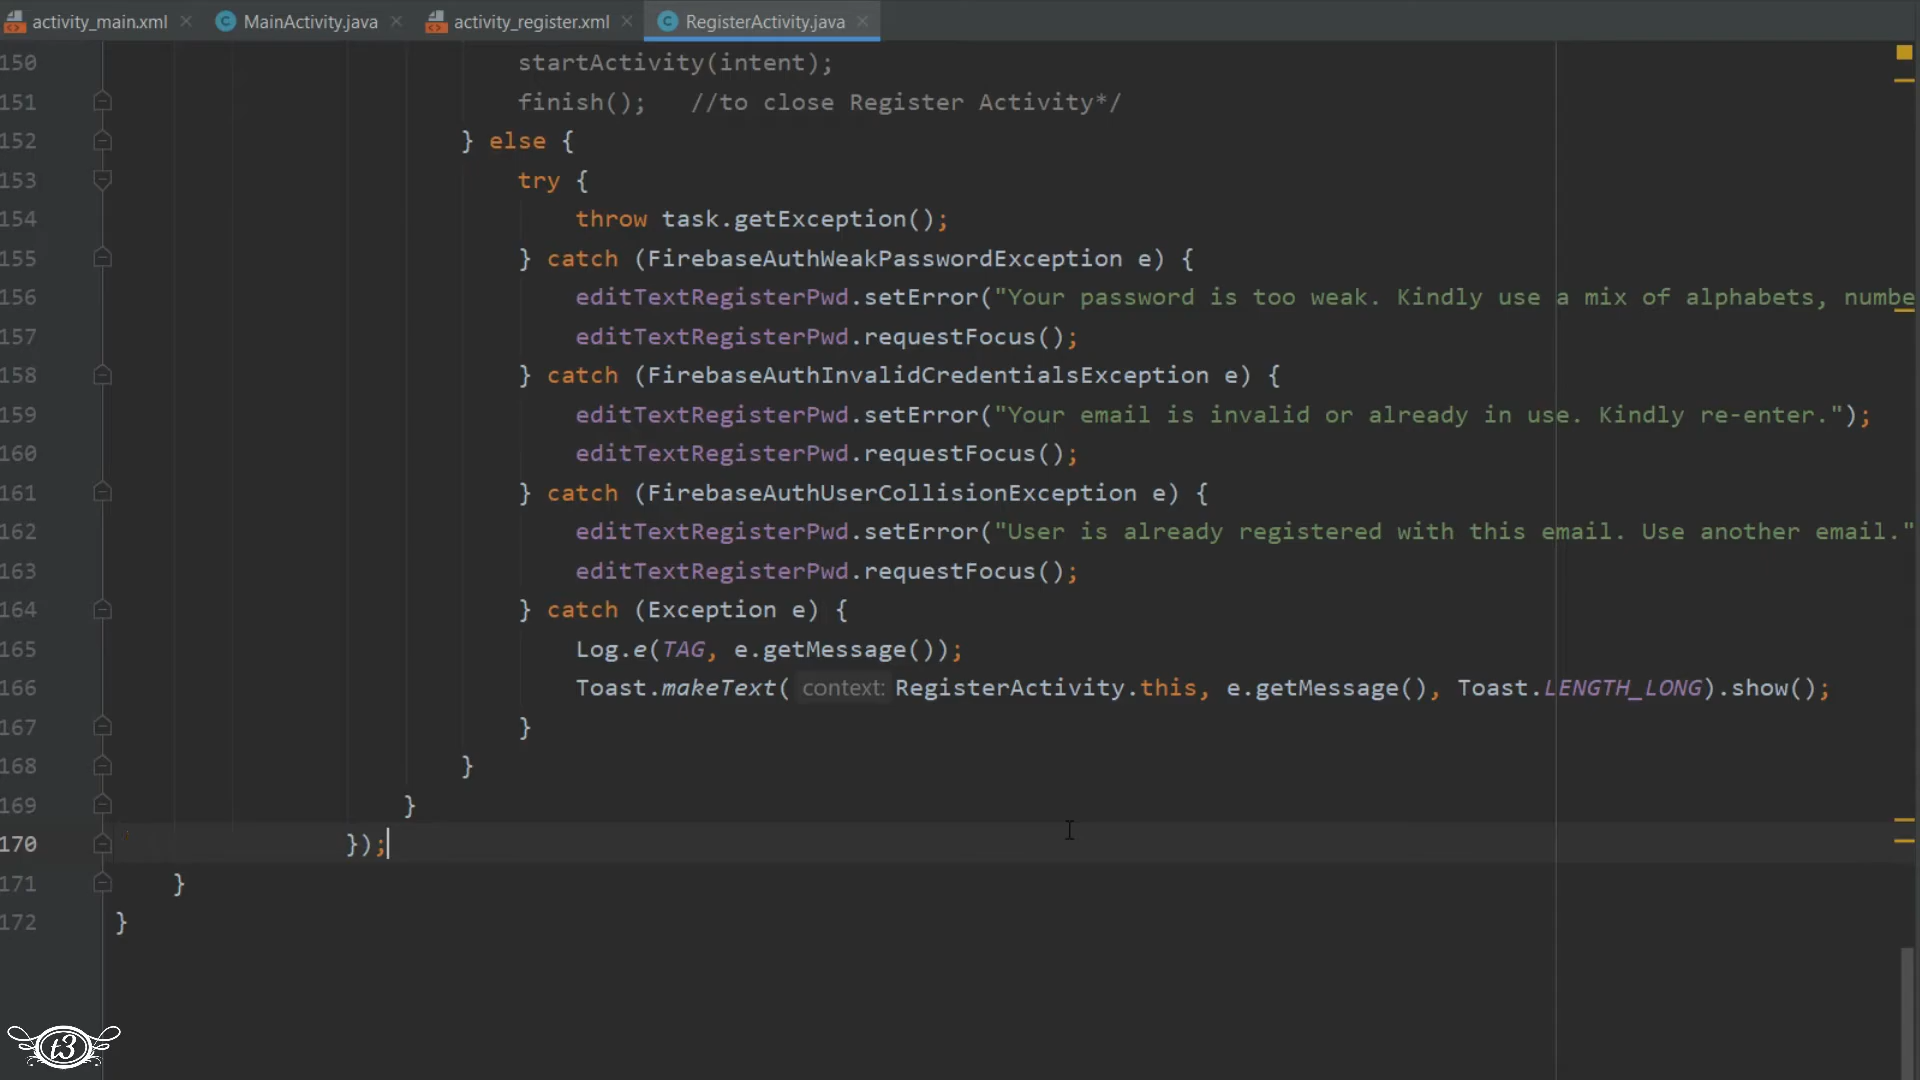 activity_main.xml MainActivity.java activity_register.xml RegisterActivity.java
150 startActivity(intent);
151 finish(); //to close Register Activity*/
152 } else {
153 try {
154 throw task.getException();
155 } catch (FirebaseAuthWeakPasswordException e) {
156 editTextRegisterPwd.setError("Your password is too weak. Kindly use a mix of alphabets, numbe
157 editTextRegisterPwd.requestFocus();
158 } catch (FirebaseAuthInvalidCredentialsException e) {
159 editTextRegisterPwd.setError("Your email is invalid or already in use. Kindly re-enter.");
160 editTextRegisterPwd.requestFocus();
161 } catch (FirebaseAuthUserCollisionException e) {
162 editTextRegisterPwd.setError("User is already registered with this email. Use another email."
163 editTextRegisterPwd.requestFocus();
164 } catch (Exception e) {
165 Log.e(TAG, e.getMessage());
166 Toast.makeText( context: RegisterActivity.this, e.getMessage(), Toast.LENGTH_LONG).show();
167 }
168 }
169 }
170 });
171 }
172 }
t3